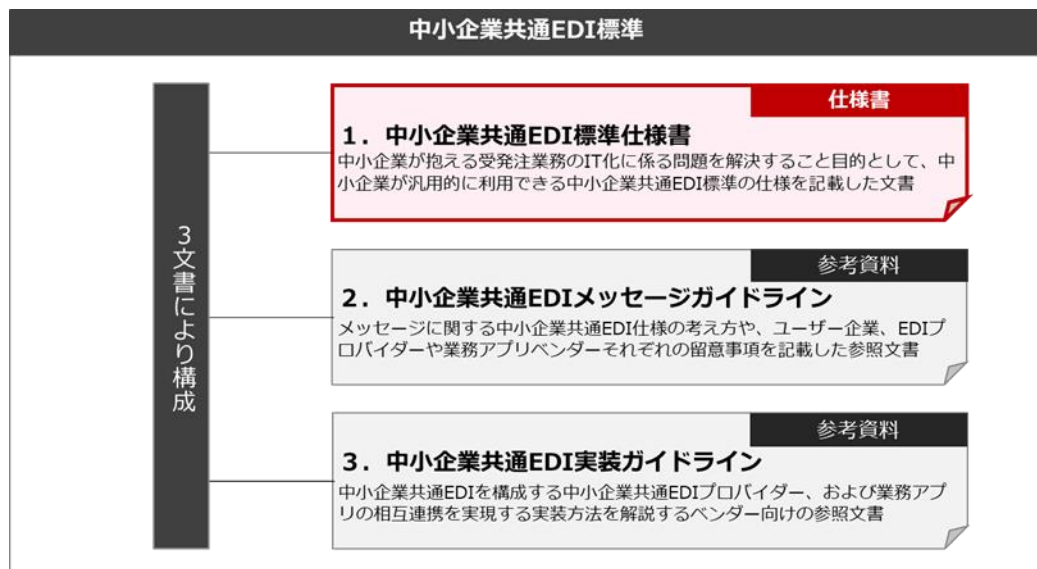 中小企業共通EDI標準
3文書により構成
仕様書
1．中小企業共通EDI標準仕様書
中小企業が抱える受発注業務のIT化に係る問題を解決すること目的として、中
小企業が汎用的に利用できる中小企業共通EDI標準の仕様を記載した文書
参考資料
2．中小企業共通EDIメッセージガイドライン
メッセージに関する中小企業共通EDI仕様の考え方や、ユーザー企業、EDIプ
ロバイダーや業務アプリベンダーそれぞれの留意事項を記載した参照文書
参考資料
3．中小企業共通EDI実装ガイドライン
中小企業共通EDIを構成する中小企業共通EDIプロバイダー、および業務アプ
リの相互連携を実現する実装方法を解説するベンダー向けの参照文書